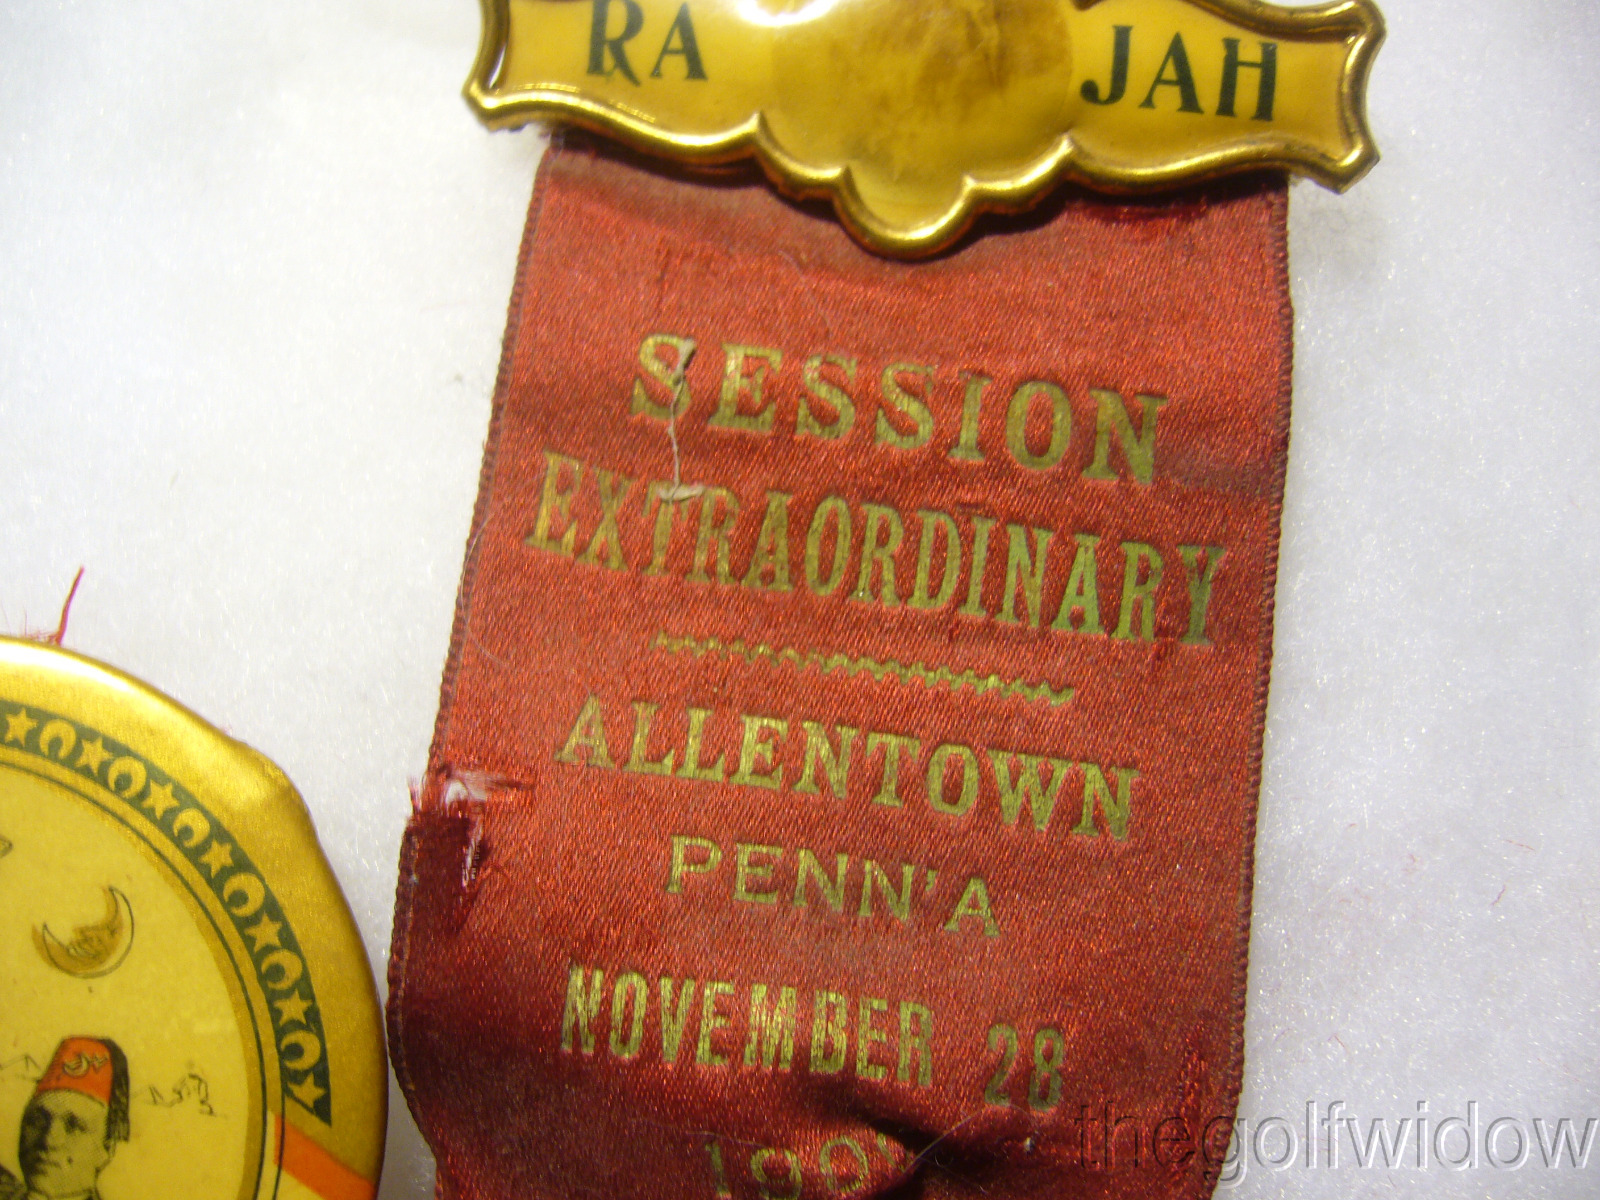 RA JAH
SESSION
EXTRAORDINARY
ALLENTOWN
PENN'A
NOVEMBER 28
thegolfwidow